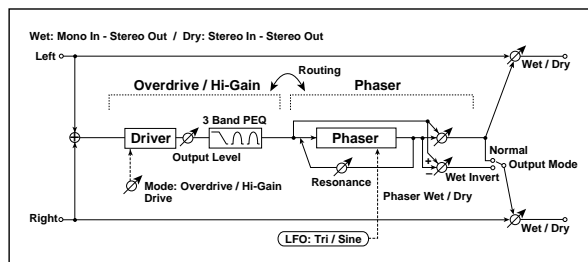 Wet: Mono In - Stereo Out / Dry: Stereo In - Stereo Out
Left
Wet / Dry
Routing
Overdrive / Hi-Gain
Phaser
3 Band PEQ
Driver
Phaser
Output Level
Normal
Output Mode
+
−
Wet Invert
Resonance
Mode: Overdrive / Hi-Gain
Drive
Phaser Wet / Dry
Right
LFO: Tri / Sine
Wet / Dry